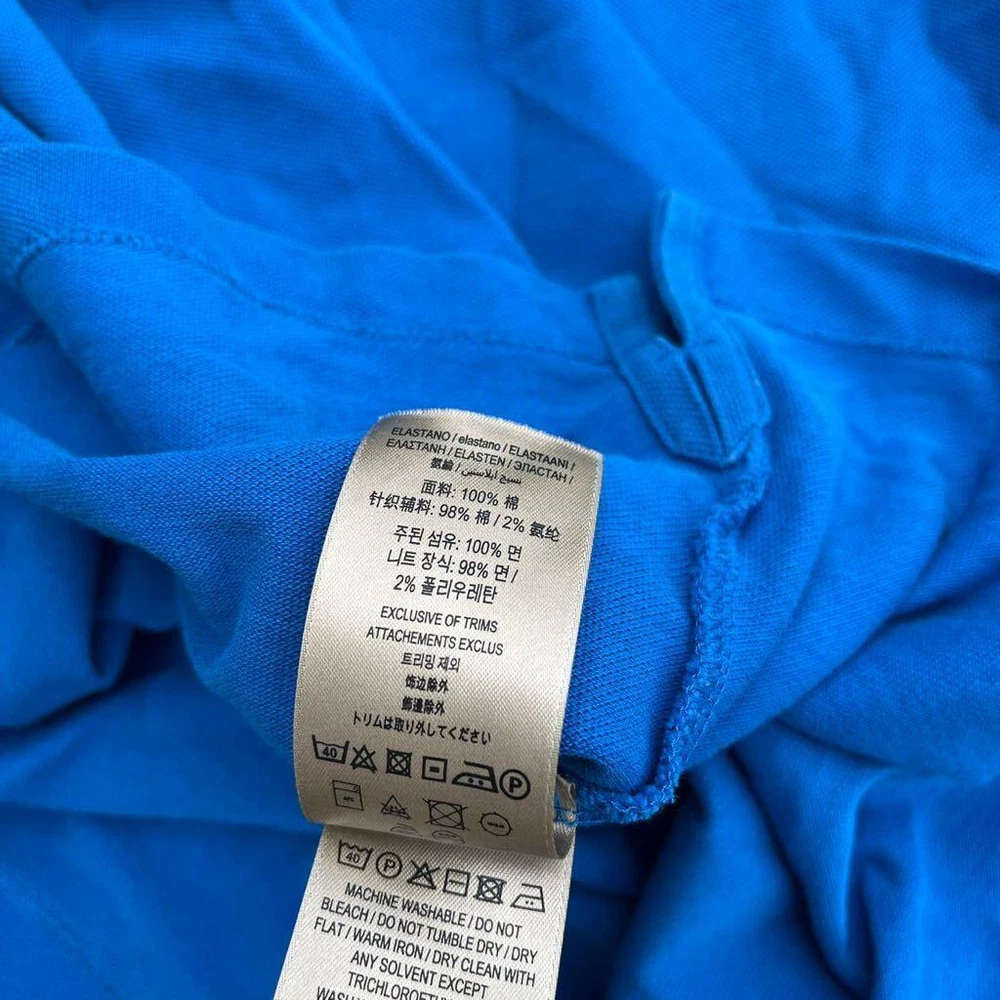 ELASTANO / elastano / ELASTAANI /
ΕΛΑΣΤΑΝΗ / ELASTEN / ЭЛАСТАН /
氨綸 / نسيج ايلاستين
面料: 100% 棉
针织辅料: 98% 棉 / 2% 氨纶
주된 섬유: 100% 면
니트 장식: 98% 면 /
2% 폴리우레탄
EXCLUSIVE OF TRIMS
ATTACHEMENTS EXCLUS
트리밍 제외
饰边除外
飾邊除外
トリムは取り外してください
40 P
40 P
MACHINE WASHABLE / DO NOT
BLEACH / DO NOT TUMBLE DRY / DRY
FLAT / WARM IRON / DRY CLEAN WITH
ANY SOLVENT EXCEPT